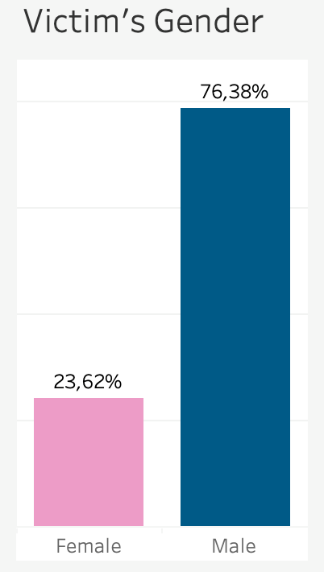 Victim’s Gender
76,38%
23,62%
Female Male